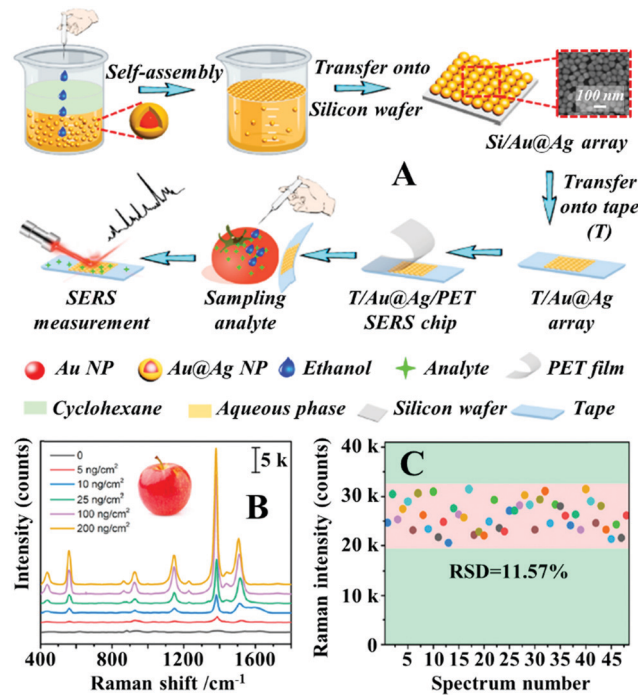 Self-assembly
Transfer onto
Silicon wafer
100 nm
Si/Au@Ag array
A
Transfer
onto tape
(T)
SERS
measurement
Sampling
analyte
T/Au@Ag/PET
SERS chip
T/Au@Ag
array
Au NP
Au@Ag NP
Ethanol
Analyte
PET film
Cyclohexane
Aqueous phase
Silicon wafer
Tape
B
0
5 ng/cm²
10 ng/cm²
25 ng/cm²
100 ng/cm²
200 ng/cm²
5 k
Intensity (counts)
400 800 1200 1600
Raman shift /cm⁻¹
C
Raman intensity (counts)
40 k
30 k
20 k
10 k
0
RSD=11.57%
5 10 15 20 25 30 35 40 45
Spectrum number